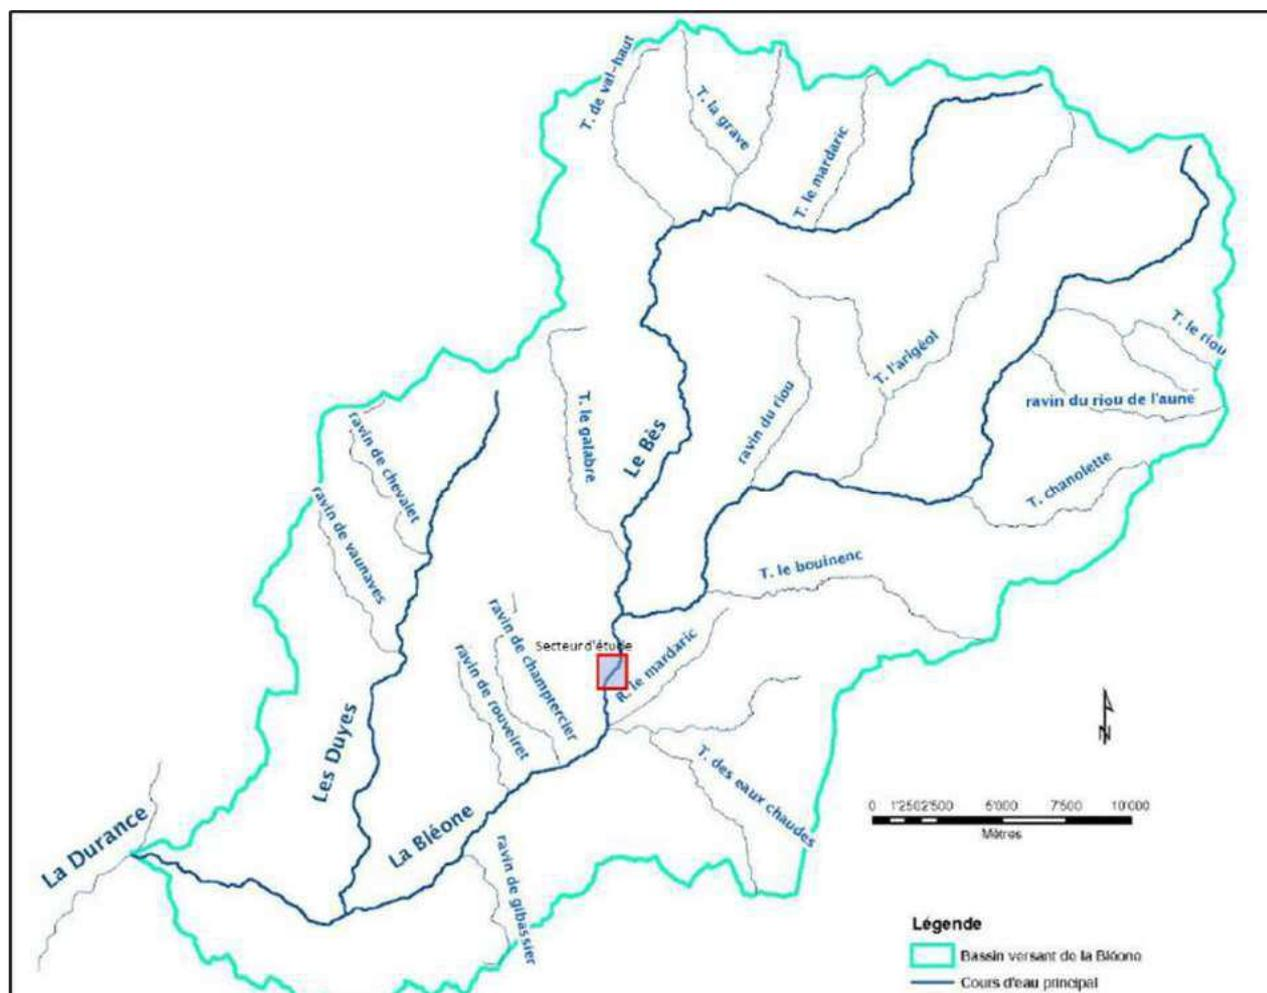 T. de val-haut
T. la grave
T. le mardaric
T. l'arigéol
T. le riou
ravin du riou de l'aune
T. chanolette
ravin du riou
Le Bès
T. le galabre
ravin de chevalet
ravin de vaunaves
T. le bouinenc
ravin de champtercier
Secteur d'étude
R. le mardaric
ravin de rouveiret
Les Duyes
T. des eaux chaudes
La Bléone
La Durance
ravin de gibassier
N
0 1'250 2'500 5'000 7'500 10'000
Mètres
Légende
Bassin versant de la Bléone
Cours d'eau principal